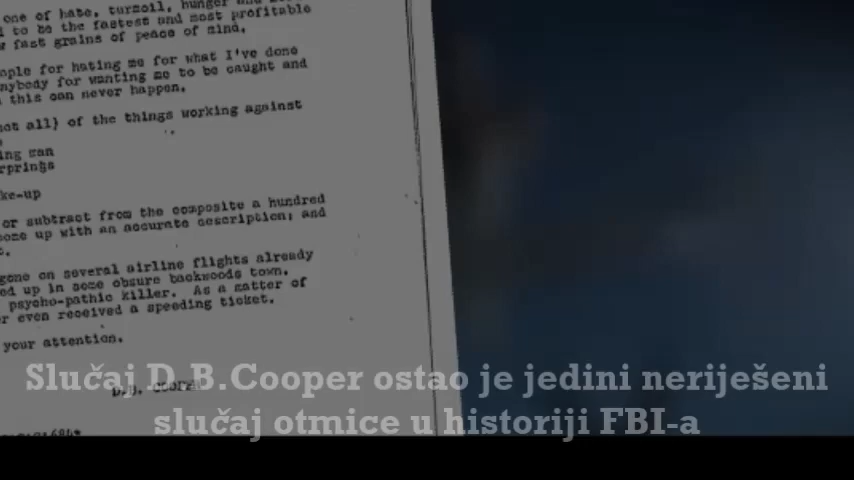 one of hate, turmoil, hunger and
to be the fastest and most profitable
fast grains of peace of mind.
ople for hating me for what I've done
nybody for wanting me to be caught and
this can never happen.
not all} of the things working against
ing man
erprings
ke-up
or subtract from the composite a hundred
come up with an accurate description; and
gone on several airline flights already
ed up in some obsure backwoods town.
psycho-pathic killer. As a matter of
r even received a speeding ticket.
your attention.
D.B. COOPER
Slučaj D.B.Cooper ostao je jedini neriješeni
slučaj otmice u historiji FBI-a